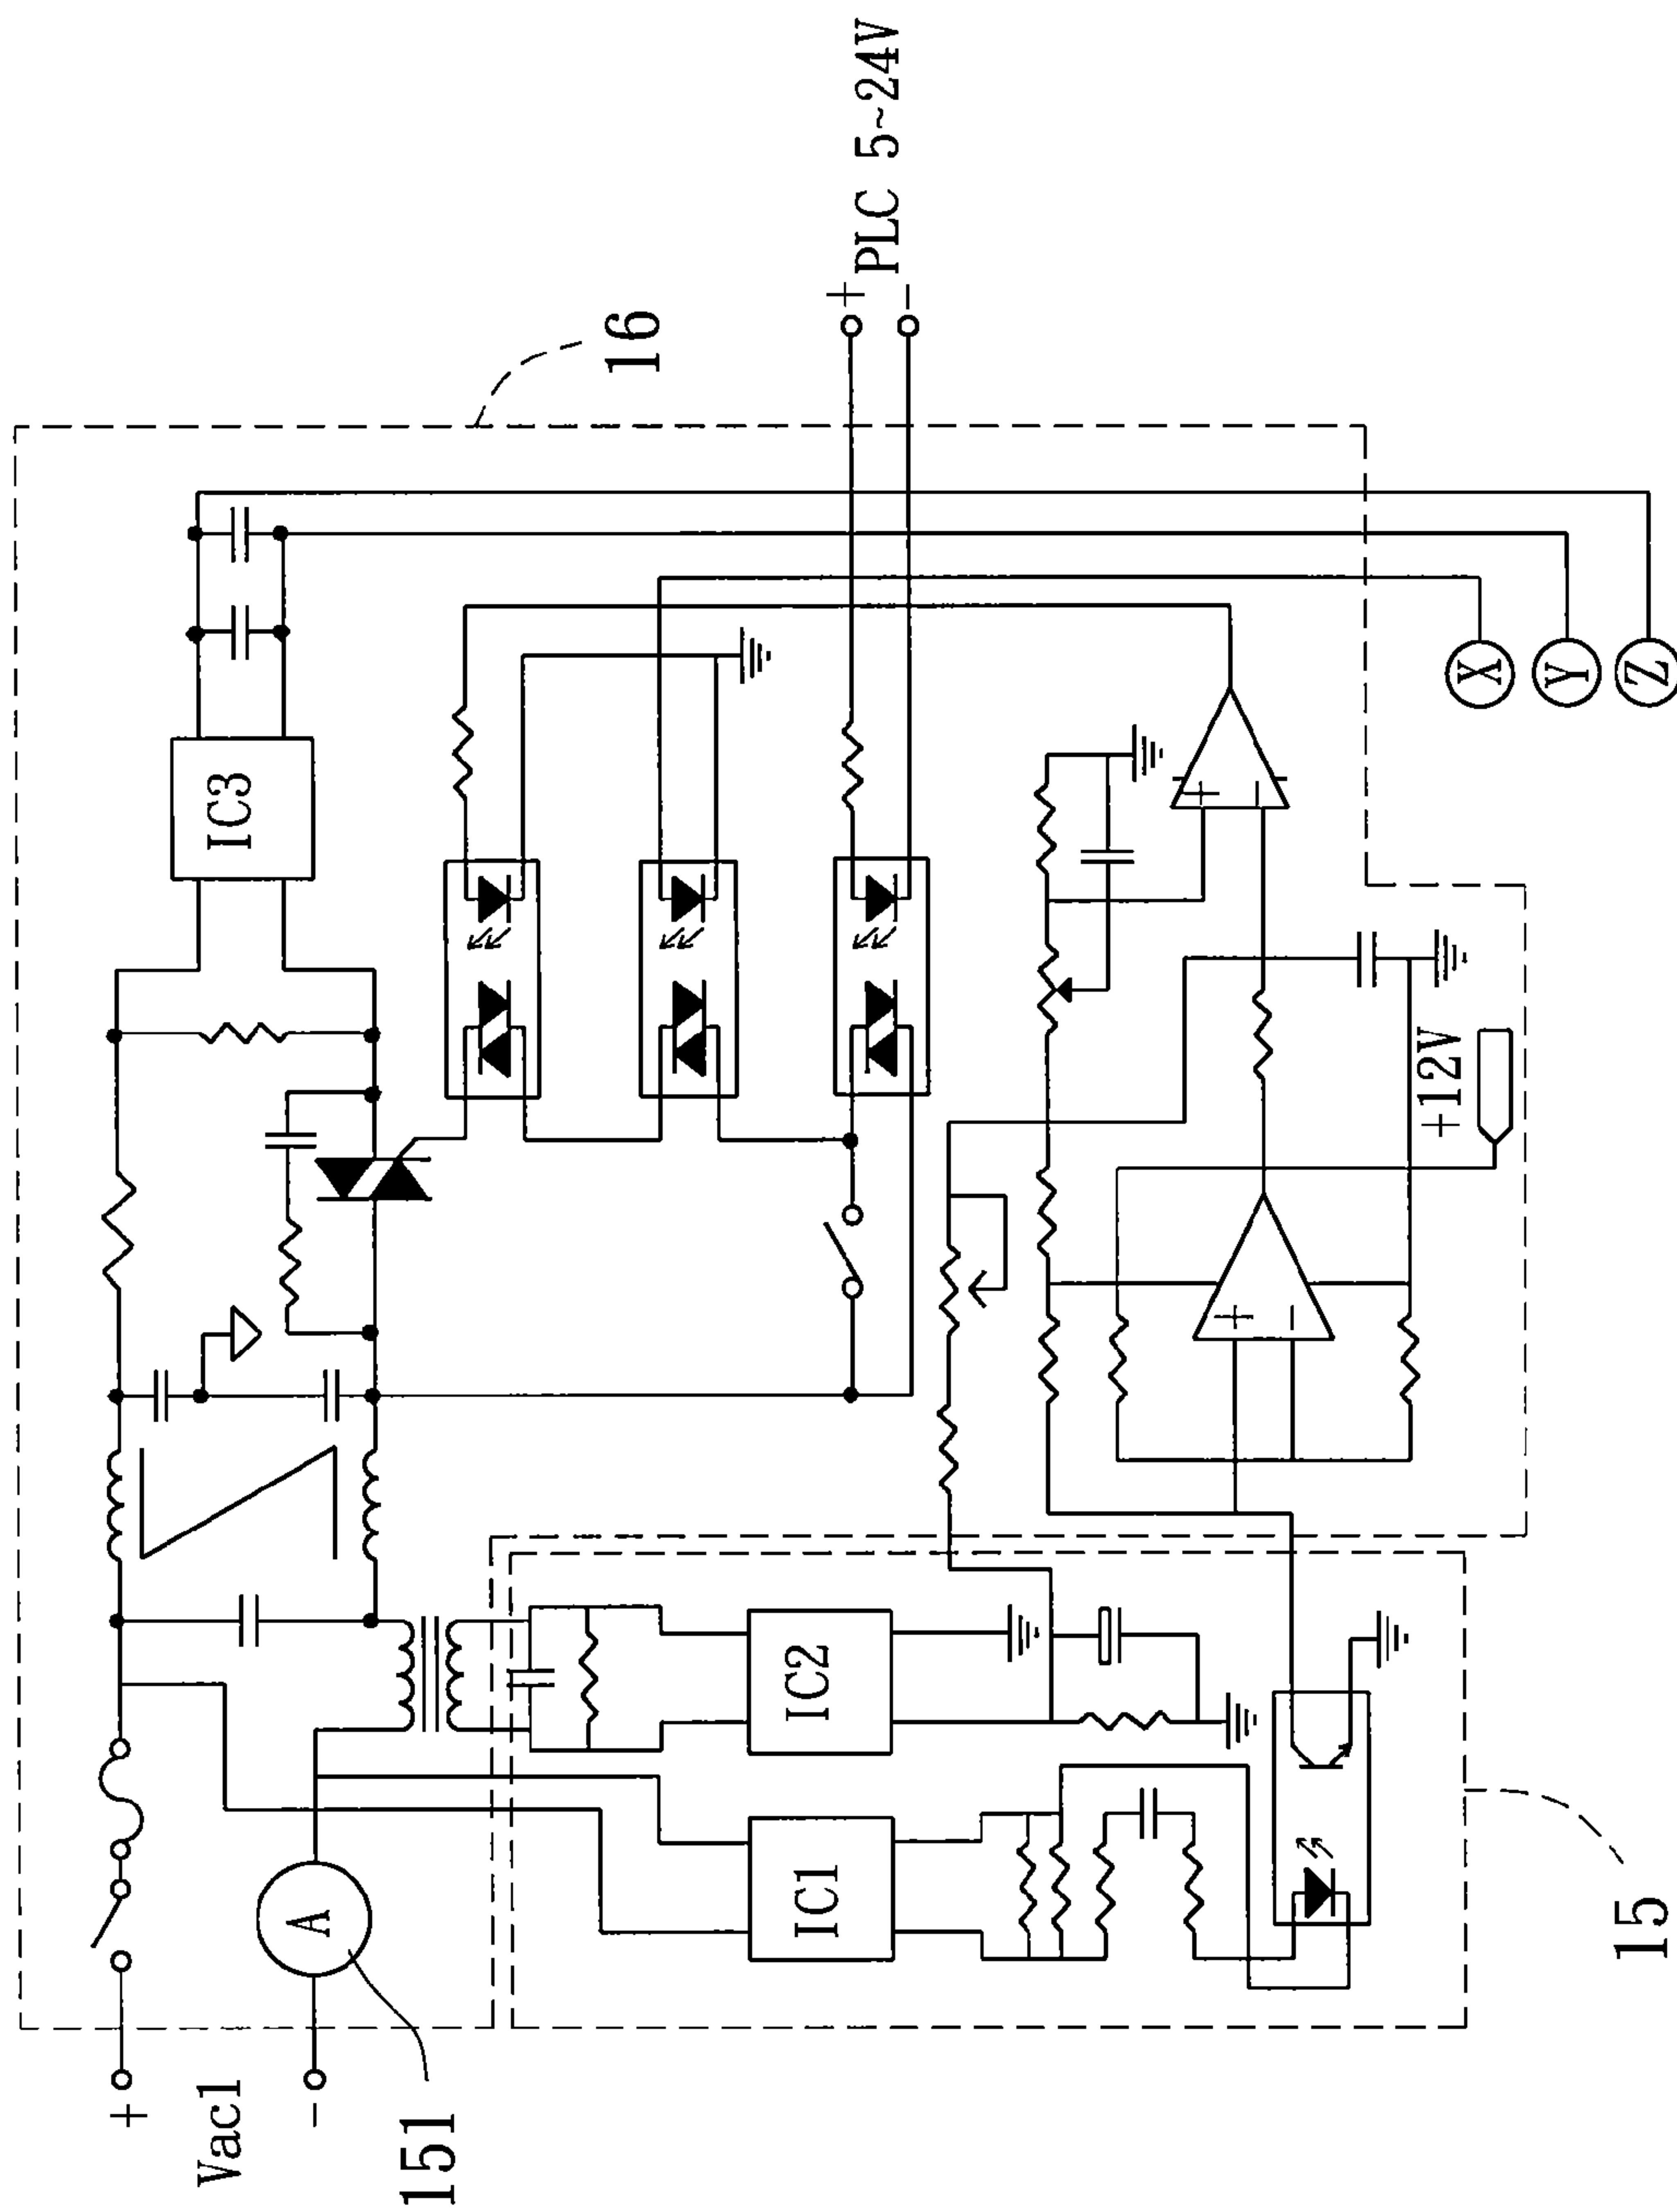 +
Vac1
-
A
151
IC3
16
+
PLC 5~24V
-
IC1
IC2
+
-
+
-
+12V
X
Y
Z
15